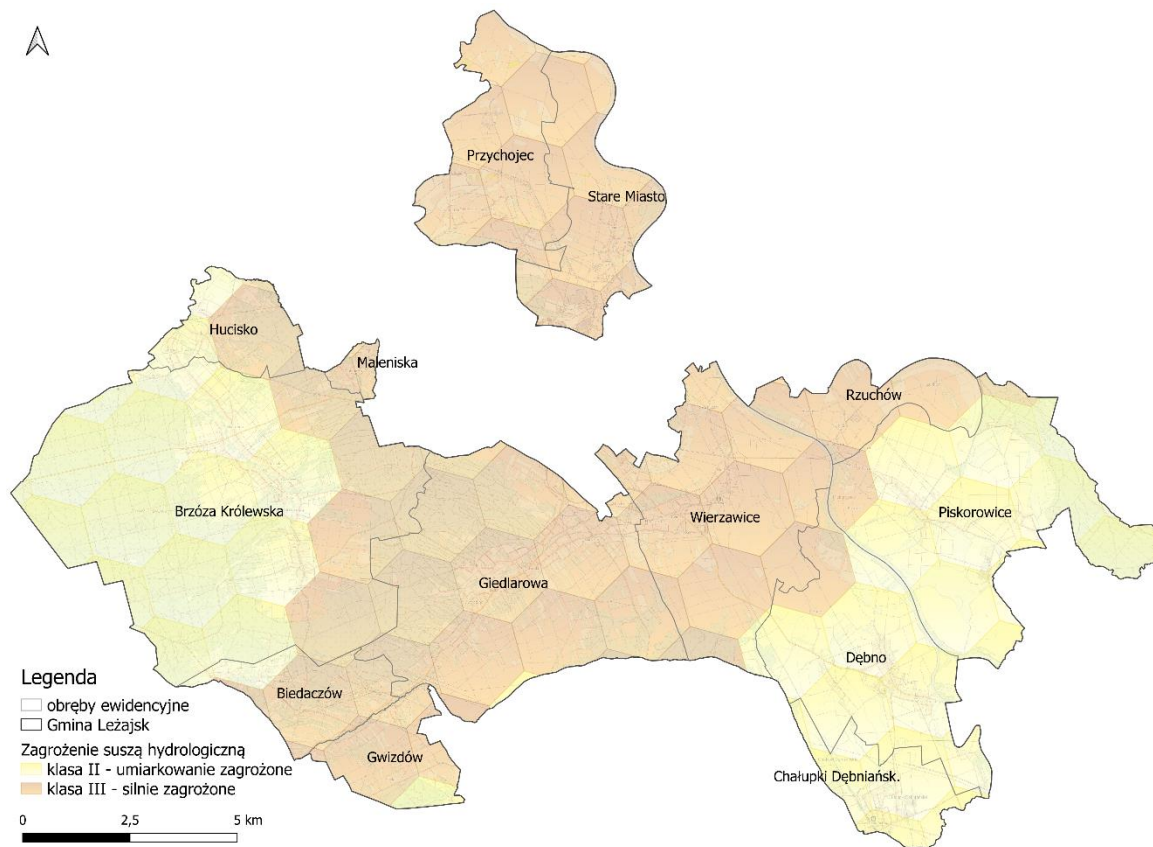 Przychojec
Stare Miasto
Hucisko
Maleniska
Rzuchów
Brzóza Królewska
Wierzawice
Piskorowice
Giedlarowa
Dębno
Biedaczów
Gwizdów
Chałupki Dębniańsk.
Legenda
obręby ewidencyjne
Gmina Leżajsk
Zagrożenie suszą hydrologiczną
klasa II - umiarkowanie zagrożone
klasa III - silnie zagrożone
0 2,5 5 km